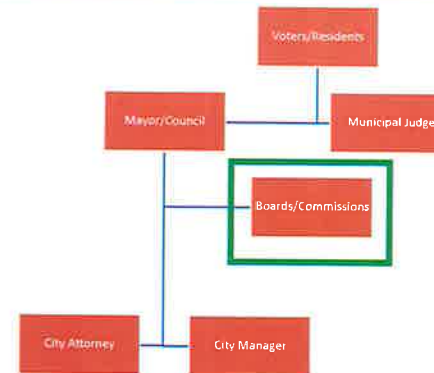 Voters/Residents
Mayor/Council
Municipal Judge
Boards/Commissions
City Attorney
City Manager